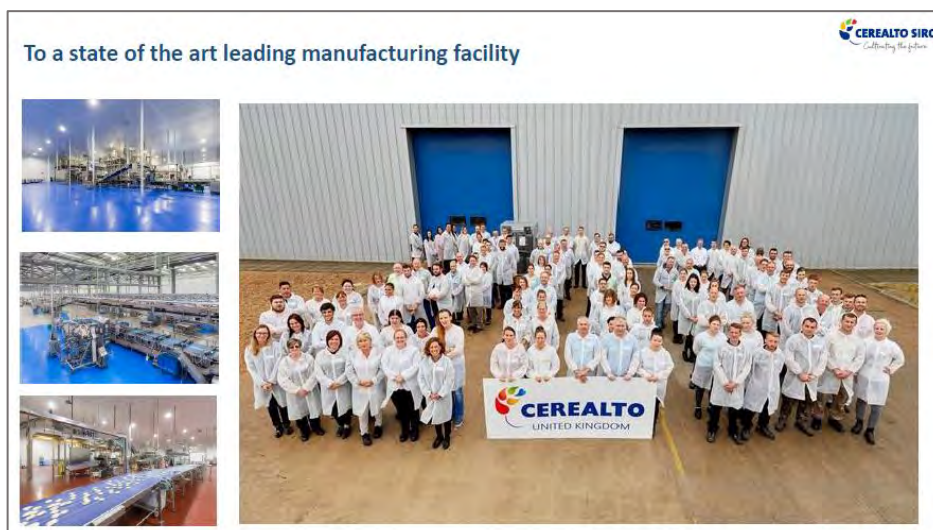 To a state of the art leading manufacturing facility
CEREALTO SIRO
Cultivating the future
CEREALTO
UNITED KINGDOM